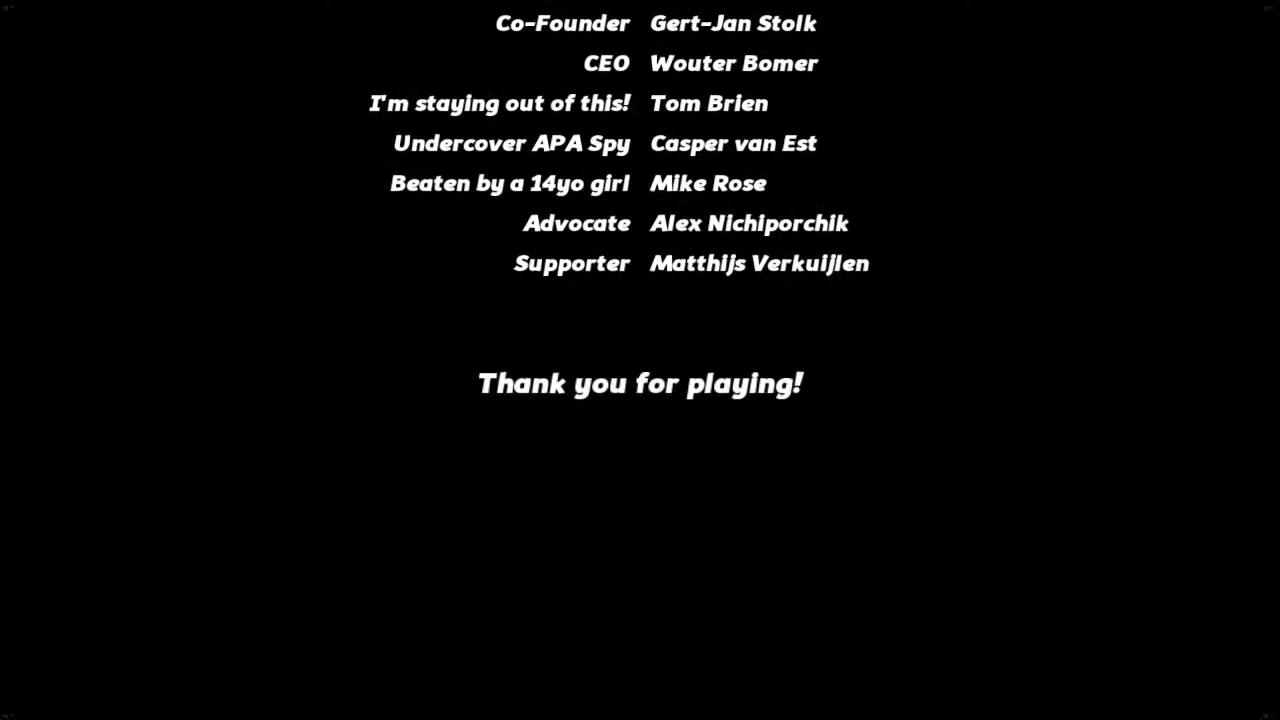 Co-Founder Gert-Jan Stolk
CEO Wouter Bomer
I'm staying out of this! Tom Brien
Undercover APA Spy Casper van Est
Beaten by a 14yo girl Mike Rose
Advocate Alex Nichiporchik
Supporter Matthijs Verkuijlen
Thank you for playing!